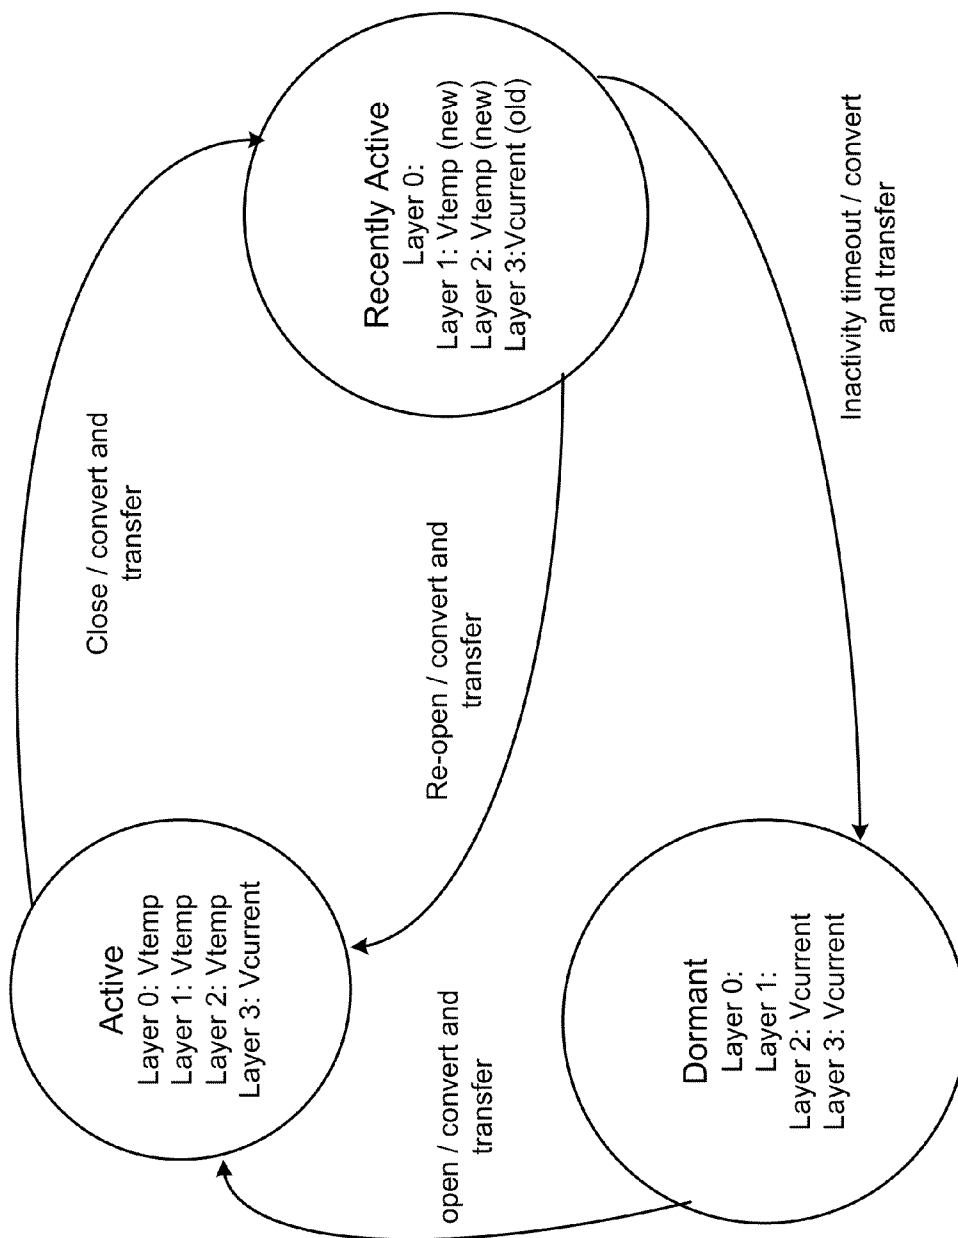 Active
Layer 0: Vtemp
Layer 1: Vtemp
Layer 2: Vtemp
Layer 3: Vcurrent
Close / convert and
transfer
Recently Active
Layer 0:
Layer 1: Vtemp (new)
Layer 2: Vtemp (new)
Layer 3:Vcurrent (old)
Re-open / convert and
transfer
open / convert and
transfer
Dormant
Layer 0:
Layer 1:
Layer 2: Vcurrent
Layer 3: Vcurrent
Inactivity timeout / convert
and transfer